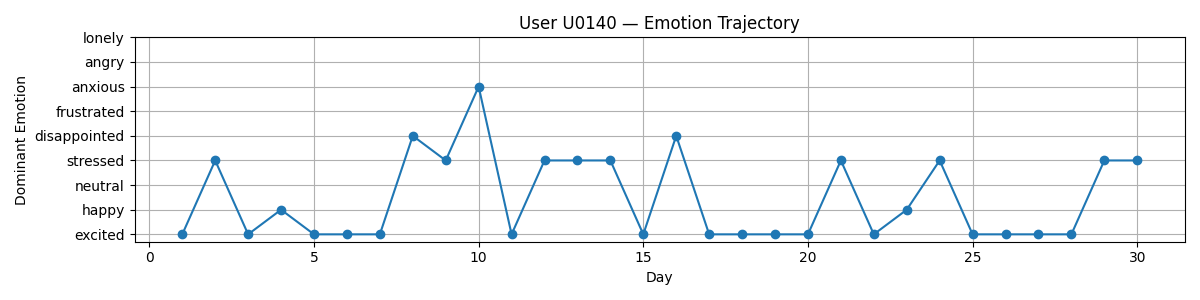 User U0140 — Emotion Trajectory
Dominant Emotion
lonely
angry
anxious
frustrated
disappointed
stressed
neutral
happy
excited
0 5 10 15 20 25 30
Day